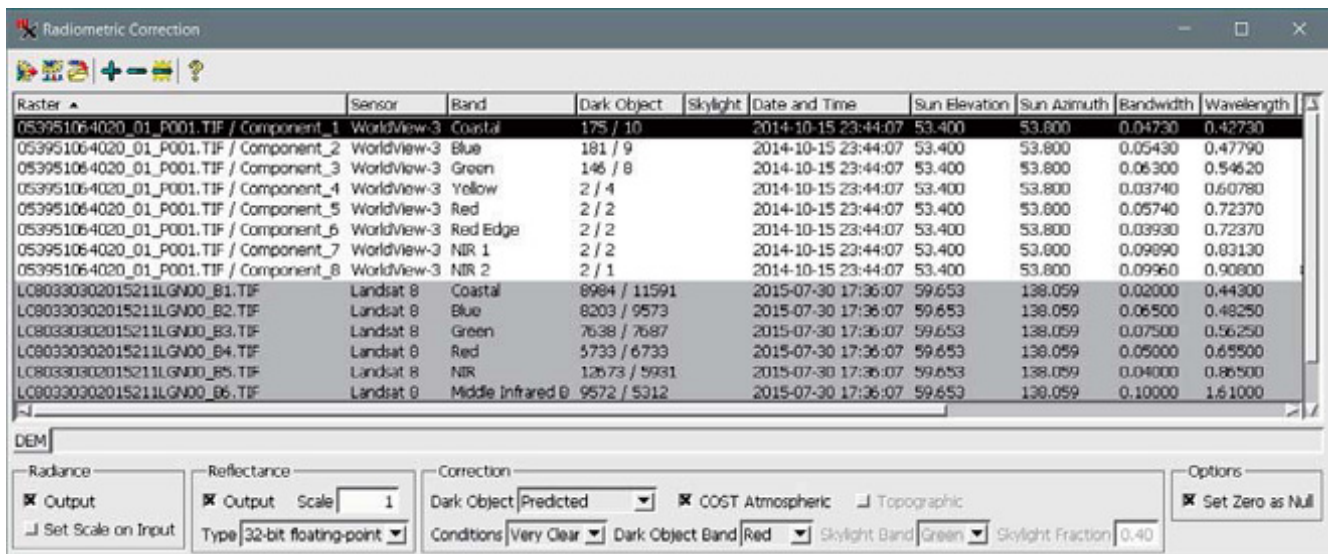 Radiometric Correction
Raster Sensor Band Dark Object Skylight Date and Time Sun Elevation Sun Azimuth Bandwidth Wavelength
053951064020_01_P001.TIF / Component_1 WorldView-3 Coastal 175 / 10 2014-10-15 23:44:07 53.400 53.800 0.04730 0.42730
053951064020_01_P001.TIF / Component_2 WorldView-3 Blue 181 / 9 2014-10-15 23:44:07 53.400 53.800 0.05430 0.47790
053951064020_01_P001.TIF / Component_3 WorldView-3 Green 146 / 8 2014-10-15 23:44:07 53.400 53.800 0.06300 0.54620
053951064020_01_P001.TIF / Component_4 WorldView-3 Yellow 2 / 4 2014-10-15 23:44:07 53.400 53.800 0.03740 0.60780
053951064020_01_P001.TIF / Component_5 WorldView-3 Red 2 / 2 2014-10-15 23:44:07 53.400 53.800 0.05740 0.72370
053951064020_01_P001.TIF / Component_6 WorldView-3 Red Edge 2 / 2 2014-10-15 23:44:07 53.400 53.800 0.03930 0.72370
053951064020_01_P001.TIF / Component_7 WorldView-3 NIR 1 2 / 2 2014-10-15 23:44:07 53.400 53.800 0.09890 0.83130
053951064020_01_P001.TIF / Component_8 WorldView-3 NIR 2 2 / 1 2014-10-15 23:44:07 53.400 53.800 0.09960 0.90800
LC80330302015211LGN00_B1.TIF Landsat 8 Coastal 8984 / 11591 2015-07-30 17:36:07 59.653 138.059 0.02000 0.44300
LC80330302015211LGN00_B2.TIF Landsat 8 Blue 8203 / 9573 2015-07-30 17:36:07 59.653 138.059 0.06500 0.48250
LC80330302015211LGN00_B3.TIF Landsat 8 Green 7638 / 7687 2015-07-30 17:36:07 59.653 138.059 0.07500 0.56250
LC80330302015211LGN00_B4.TIF Landsat 8 Red 5733 / 6733 2015-07-30 17:36:07 59.653 138.059 0.05000 0.65500
LC80330302015211LGN00_B5.TIF Landsat 8 NIR 12673 / 5931 2015-07-30 17:36:07 59.653 138.059 0.04000 0.86500
LC80330302015211LGN00_B6.TIF Landsat 8 Middle Infrared B 9572 / 5312 2015-07-30 17:36:07 59.653 138.059 0.10000 1.61000
DEM
Radiance Reflectance Correction Options
Output Output Scale 1 Dark Object Predicted COST Atmospheric Topographic Set Zero as Null
Set Scale on Input Type 32-bit floating-point Conditions Very Clear Dark Object Band Red Skylight Band Green Skylight Fraction 0.40